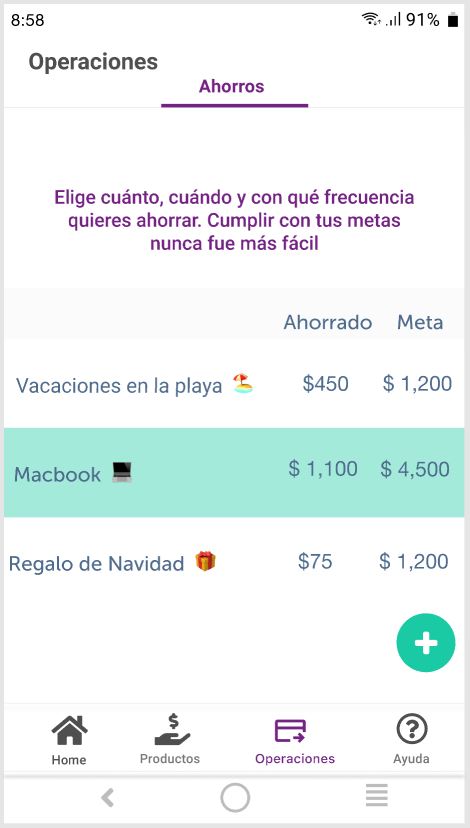 8:58 91%
Operaciones
Ahorros
Elige cuánto, cuándo y con qué frecuencia
quieres ahorrar. Cumplir con tus metas
nunca fue más fácil
Ahorrado Meta
Vacaciones en la playa 🏖️ $450 $ 1,200
Macbook 💻 $ 1,100 $ 4,500
Regalo de Navidad 🎁 $75 $ 1,200
+
Home Productos Operaciones Ayuda